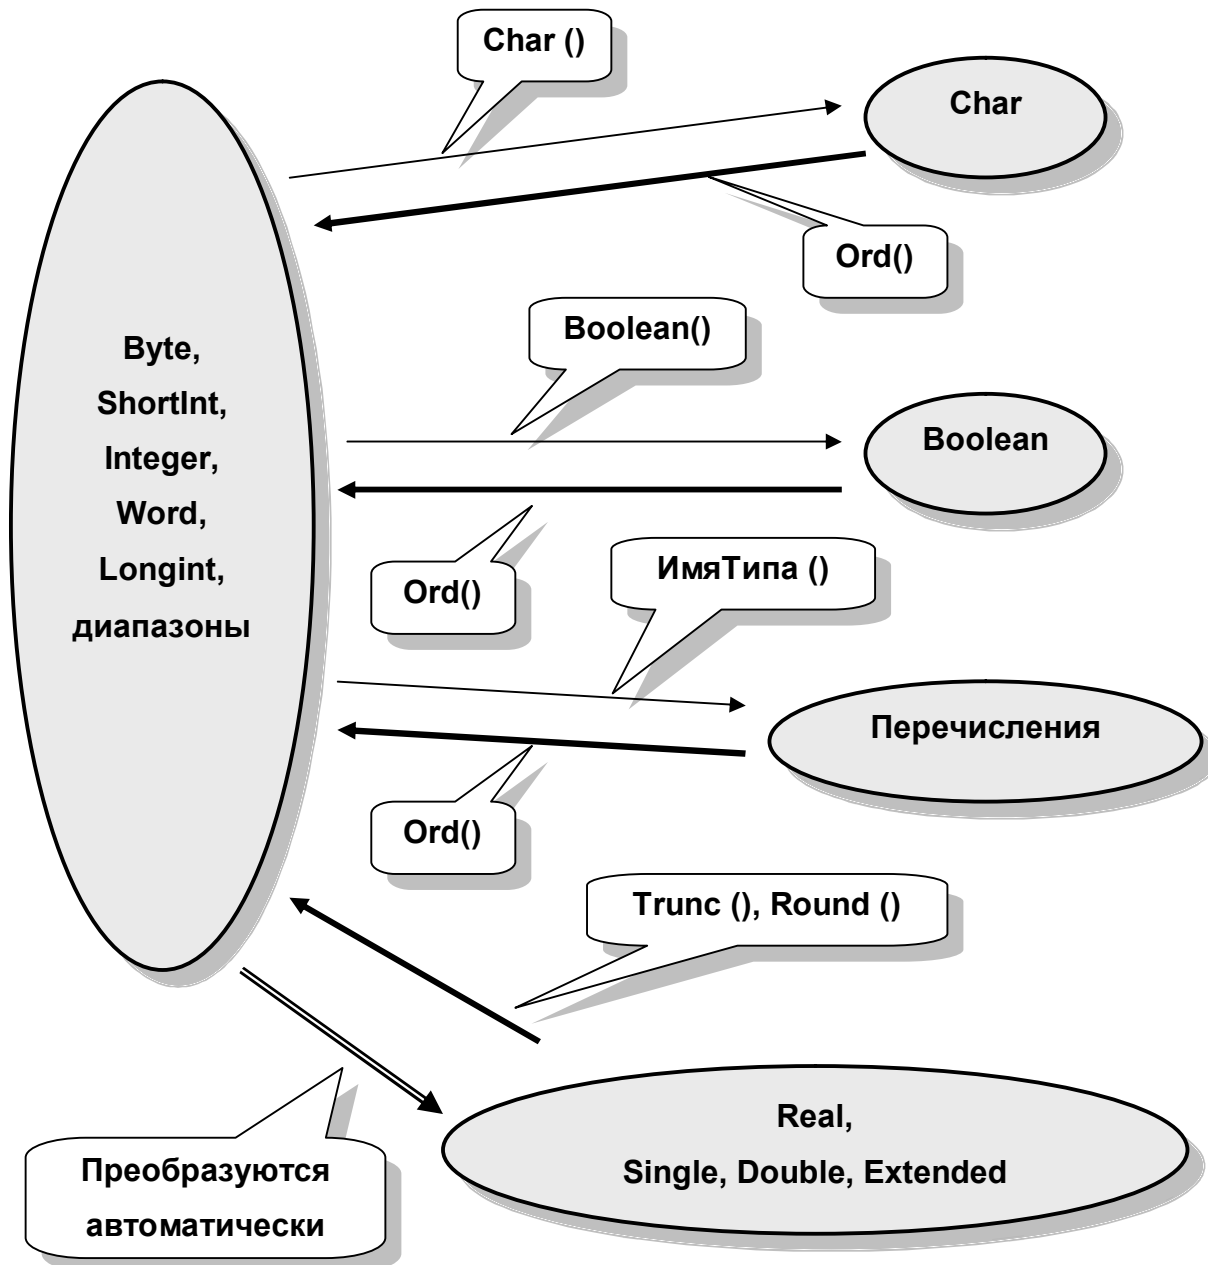 Char ()
Char
Ord()
Boolean()
Byte,
ShortInt,
Integer,
Word,
Longint,
диапазоны
Boolean
Ord()
ИмяТипа ()
Перечисления
Ord()
Trunc (), Round ()
Real,
Single, Double, Extended
Преобразуются
автоматически